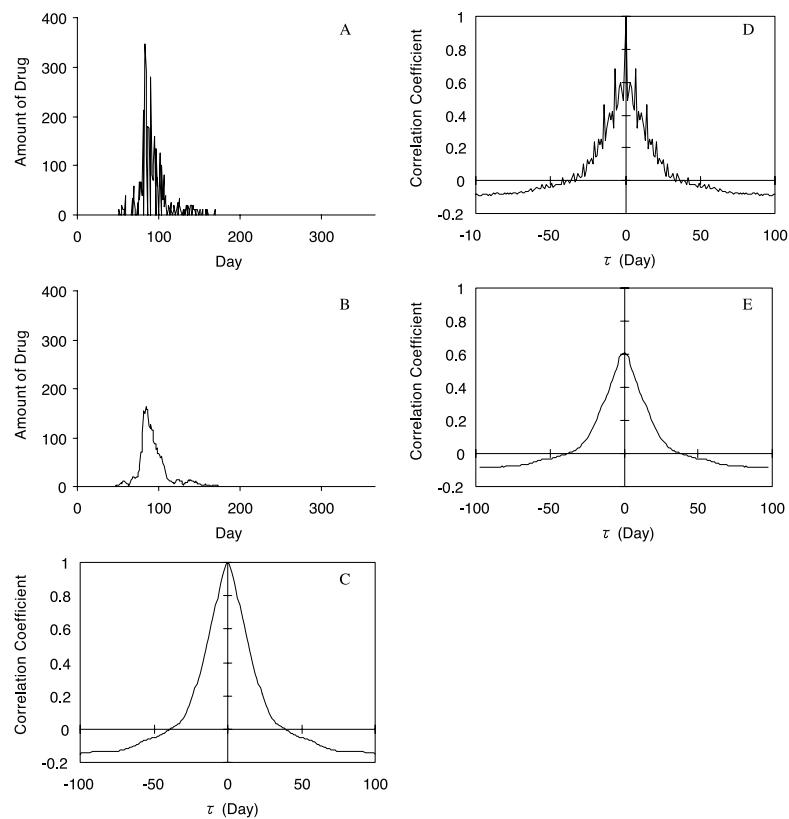 A
400
300
200
100
0
Amount of Drug
0 100 200 300
Day
D
1
0.8
0.6
0.4
0.2
0
-0.2
Correlation Coefficient
-10 -50 0 50 100
τ (Day)
B
400
300
200
100
0
Amount of Drug
0 100 200 300
Day
E
1
0.8
0.6
0.4
0.2
0
-0.2
Correlation Coefficient
-100 -50 0 50 100
τ (Day)
C
1
0.8
0.6
0.4
0.2
0
-0.2
Correlation Coefficient
-100 -50 0 50 100
τ (Day)